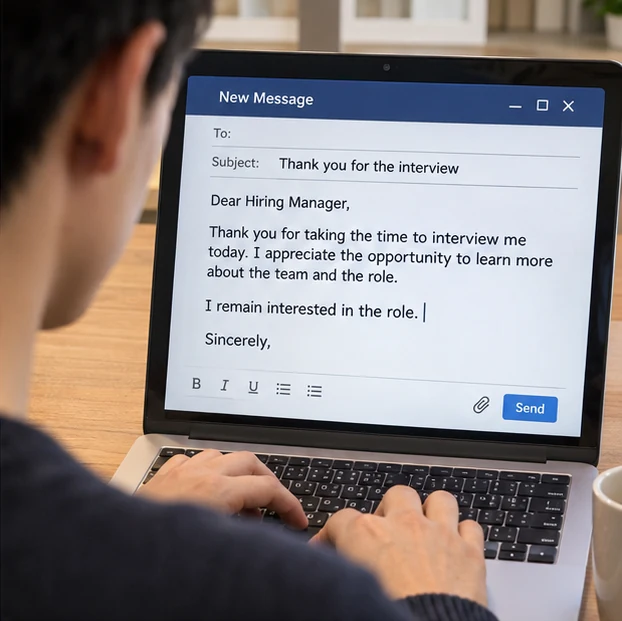 New Message
To:
Subject: Thank you for the interview
Dear Hiring Manager,
Thank you for taking the time to interview me
today. I appreciate the opportunity to learn more
about the team and the role.
I remain interested in the role.
Sincerely,
B I U
Send